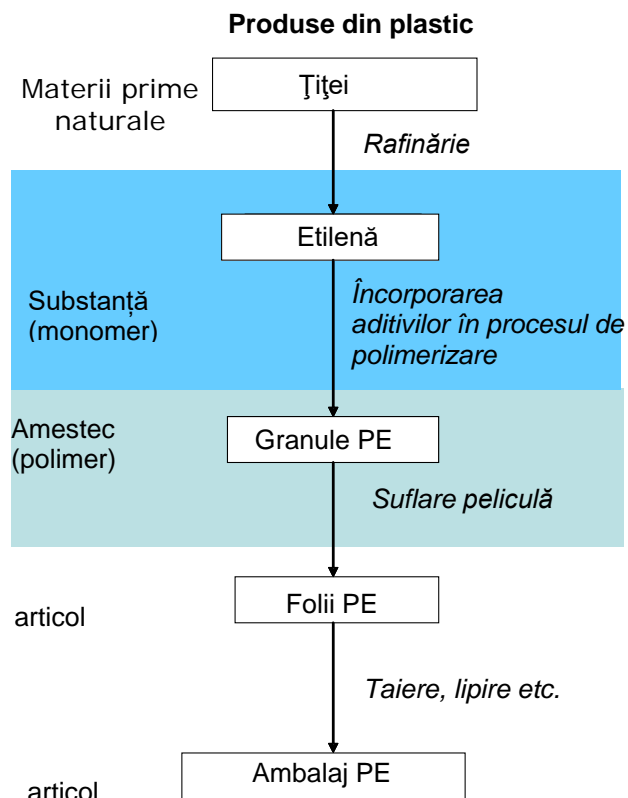 Produse din plastic
Materii prime
naturale
Ţiţei
Rafinărie
Etilenă
Substanță
(monomer)
Încorporarea
aditivilor în procesul de
polimerizare
Amestec
(polimer)
Granule PE
Suflare peliculă
articol
Folii PE
Taiere, lipire etc.
Ambalaj PE
articol